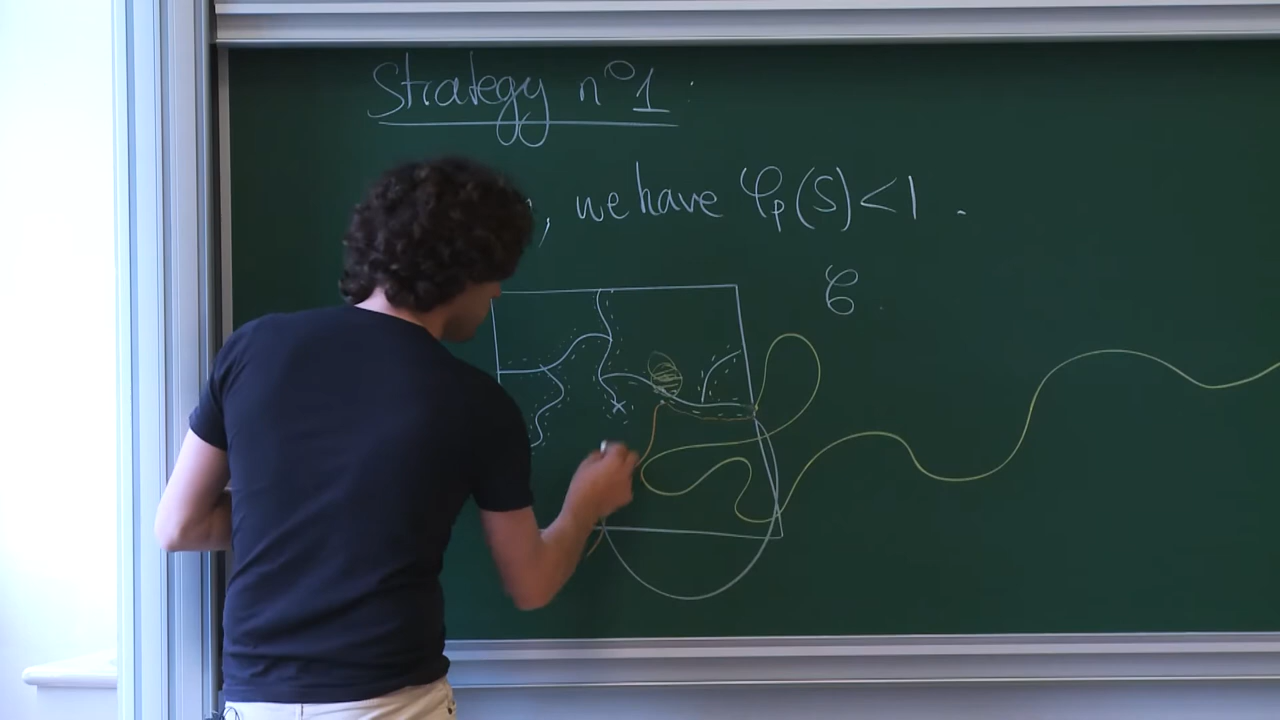 Strategy n°1:
, we have φ_p(S) < 1 .
𝒞